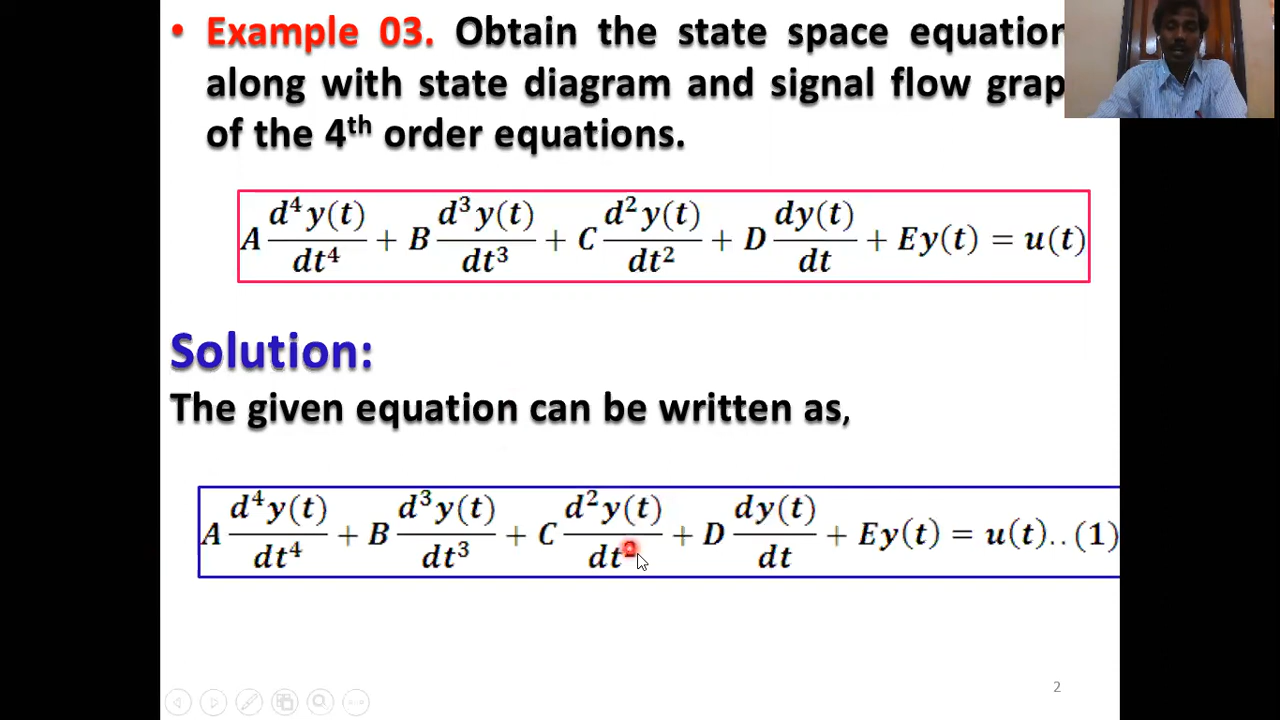 • Example 03. Obtain the state space equation
along with state diagram and signal flow grap
of the 4th order equations.
A d⁴y(t)/dt⁴ + B d³y(t)/dt³ + C d²y(t)/dt² + D dy(t)/dt + Ey(t) = u(t)
Solution:
The given equation can be written as,
A d⁴y(t)/dt⁴ + B d³y(t)/dt³ + C d²y(t)/dt² + D dy(t)/dt + Ey(t) = u(t)..(1)
2